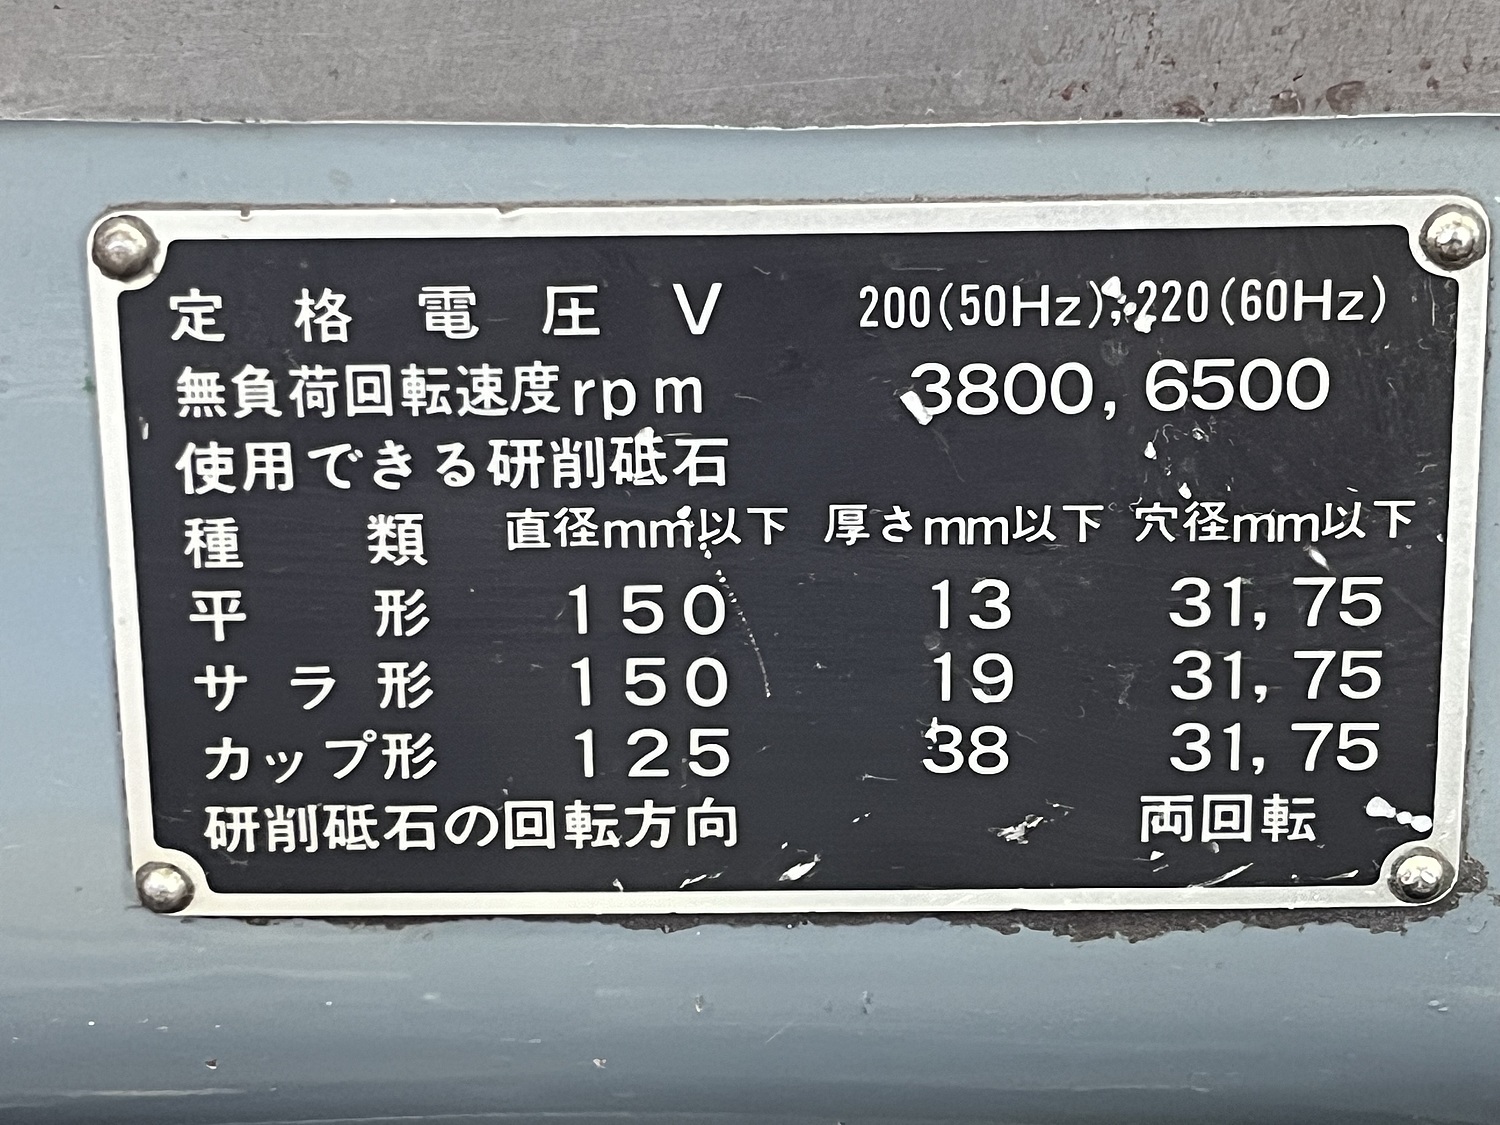 定格電圧V 200(50Hz),220(60Hz)
無負荷回転速度rpm 3800, 6500
使用できる研削砥石
種類 直径mm以下 厚さmm以下 穴径mm以下
平形 150 13 31, 75
サラ形 150 19 31, 75
カップ形 125 38 31, 75
研削砥石の回転方向 両回転